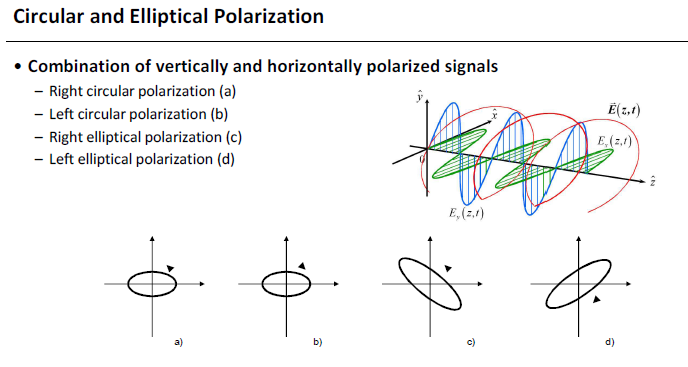 Circular and Elliptical Polarization
• Combination of vertically and horizontally polarized signals
– Right circular polarization (a)
– Left circular polarization (b)
– Right elliptical polarization (c)
– Left elliptical polarization (d)
ŷ
x̂
E⃗(z,t)
ẑ
E_y(z,t)
a)
b)
c)
d)